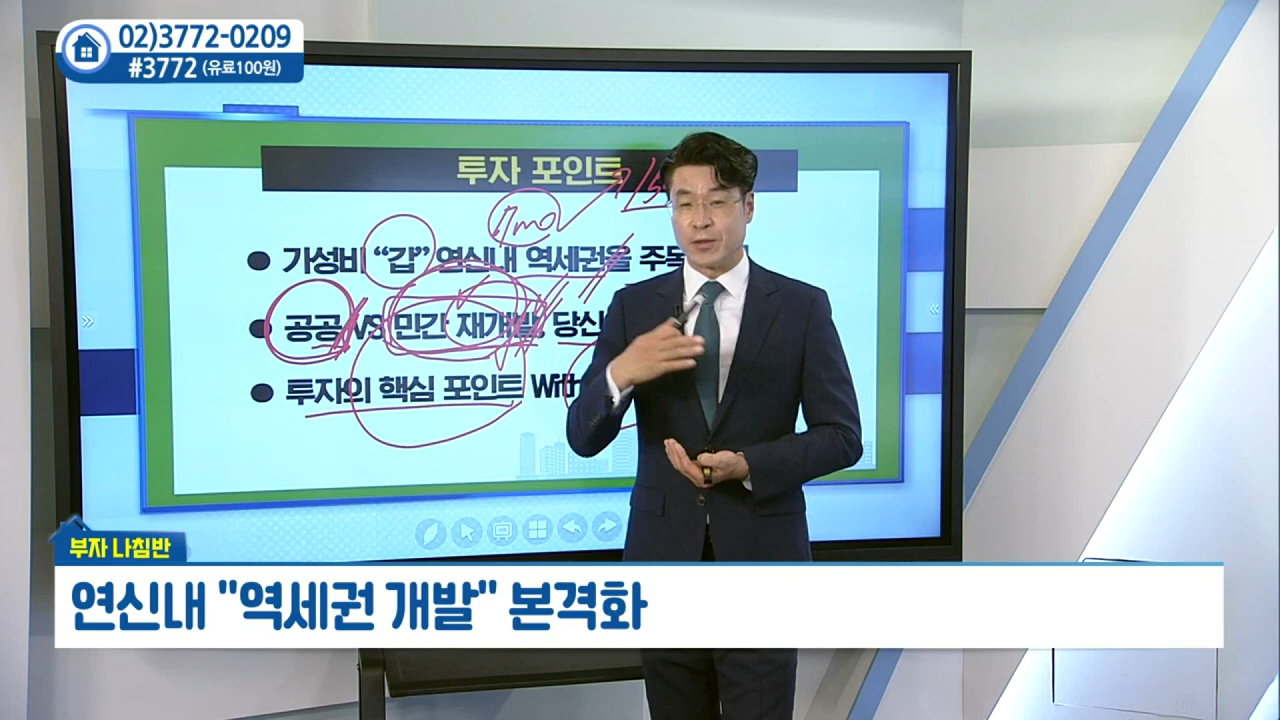 02)3772-0209
#3772 (유료100원)
투자 포인트
● 가성비 “갑” 연신내 역세권을 주목
● 공공 VS 민간 재개발! 당신
● 투자의 핵심 포인트 With
부자 나침반
연신내 "역세권 개발" 본격화